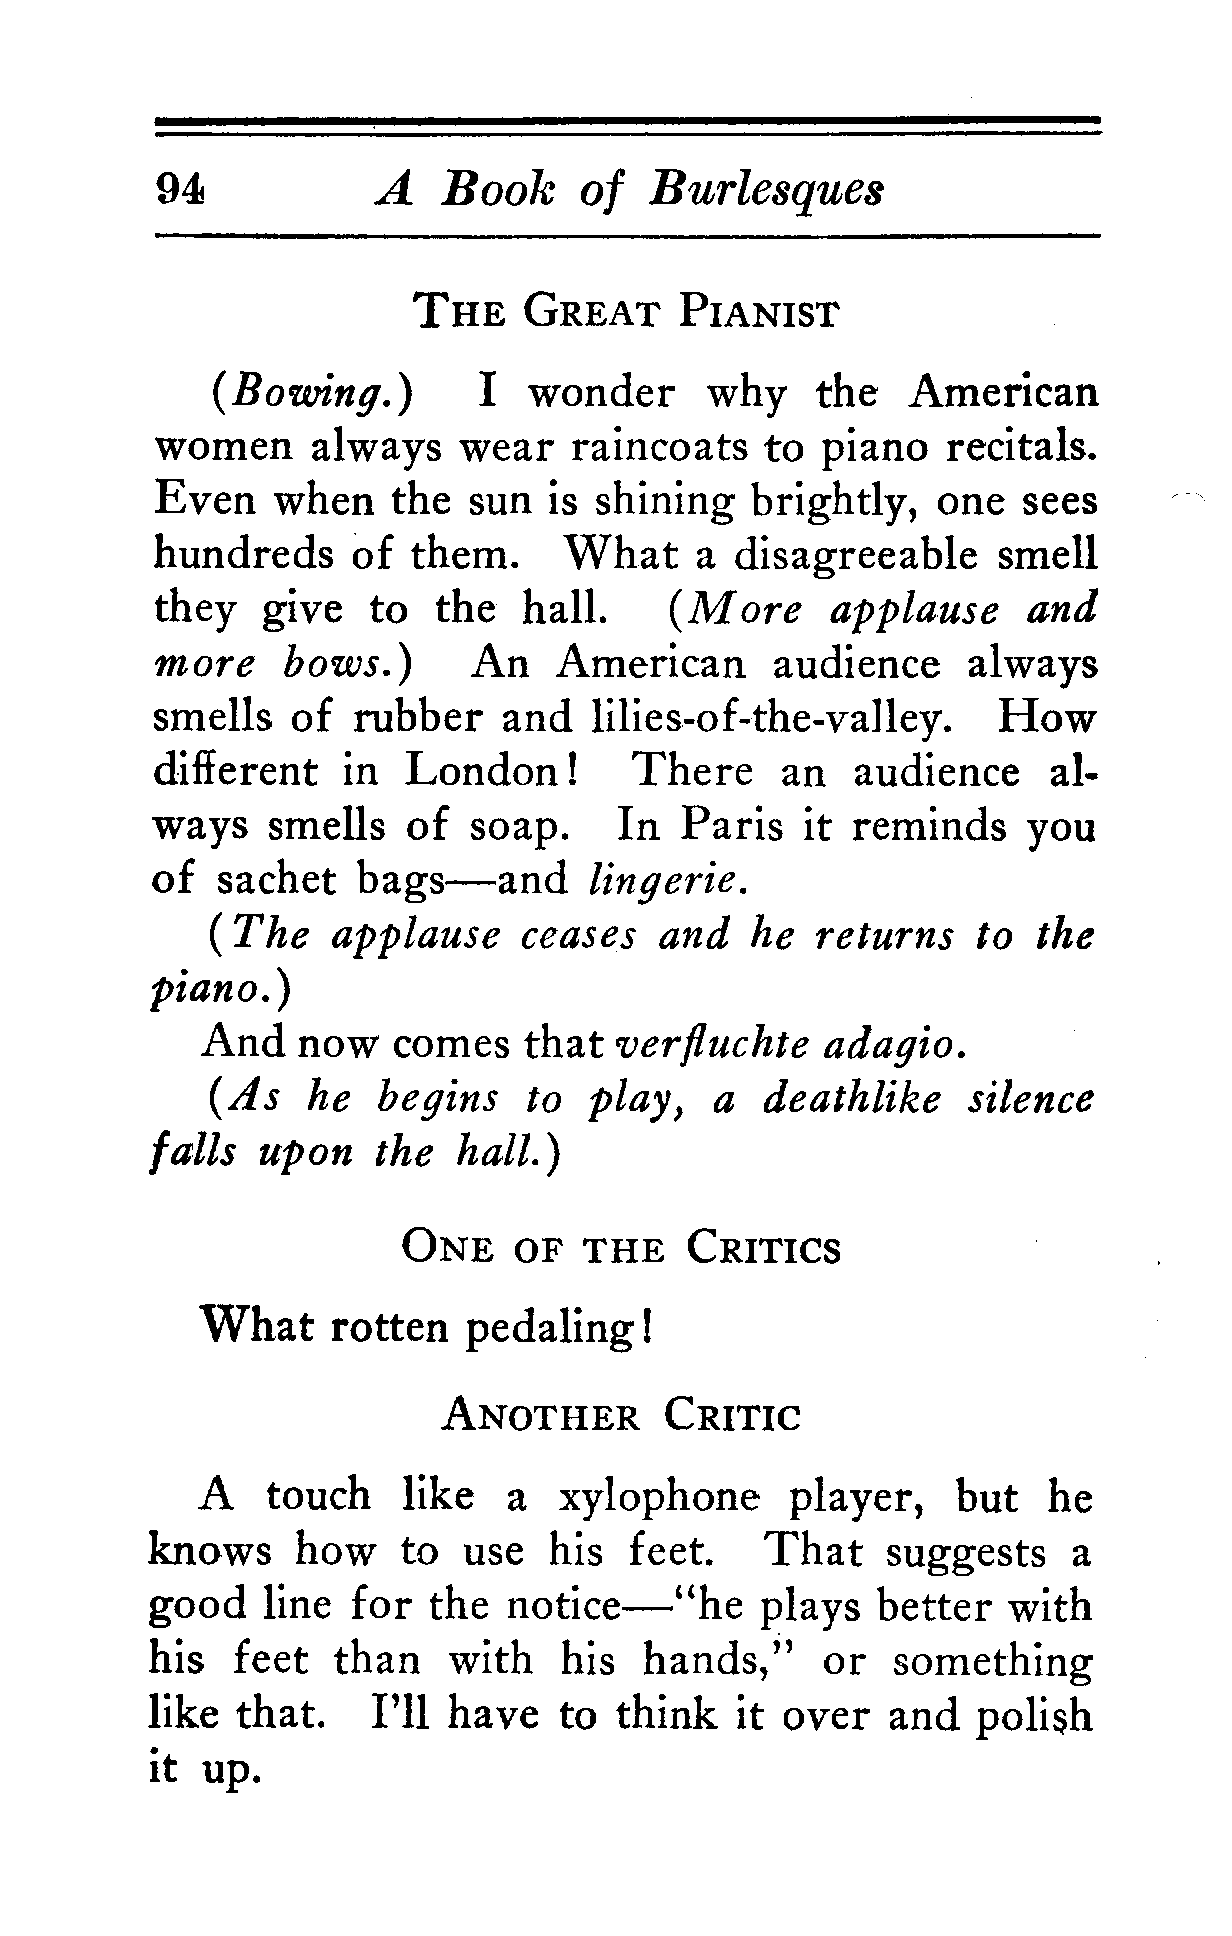 94 A Book of Burlesques
THE GREAT PIANIST
(Bowing.) I wonder why the American
women always wear raincoats to piano recitals.
Even when the sun is shining brightly, one sees
hundreds of them. What a disagreeable smell
they give to the hall. (More applause and
more bows.) An American audience always
smells of rubber and lilies-of-the-valley. How
different in London! There an audience al-
ways smells of soap. In Paris it reminds you
of sachet bags—and lingerie.
(The applause ceases and he returns to the
piano.)
And now comes that verfluchte adagio.
(As he begins to play, a deathlike silence
falls upon the hall.)
ONE OF THE CRITICS
What rotten pedaling!
ANOTHER CRITIC
A touch like a xylophone player, but he
knows how to use his feet. That suggests a
good line for the notice—"he plays better with
his feet than with his hands," or something
like that. I'll have to think it over and polish
it up.